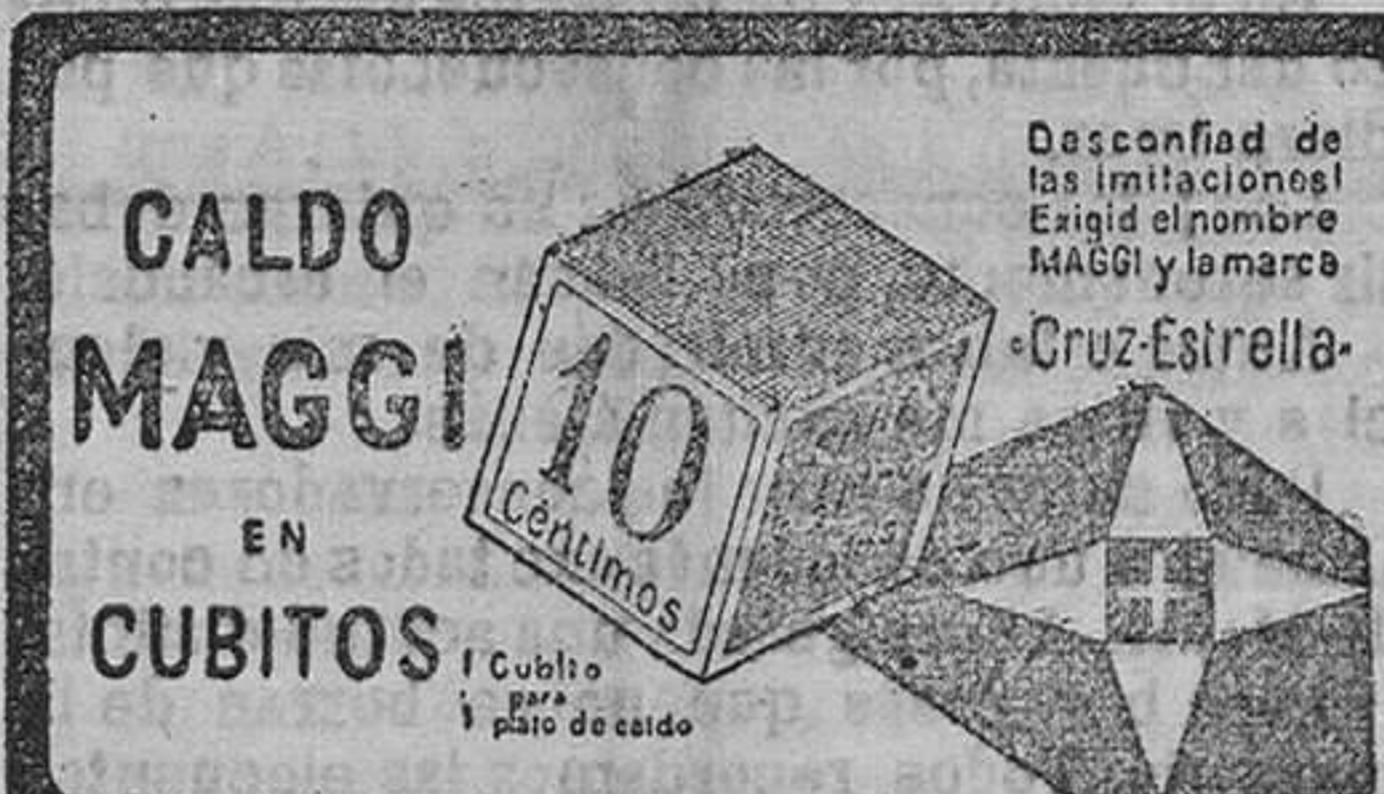 CALDO
MAGGI
EN
CUBITOS
1 Cubito
para
1 plato de caldo
10
Céntimos
Desconfiad de
las imitaciones!
Exigid el nombre
MAGGI y la marca
«Cruz-Estrella»